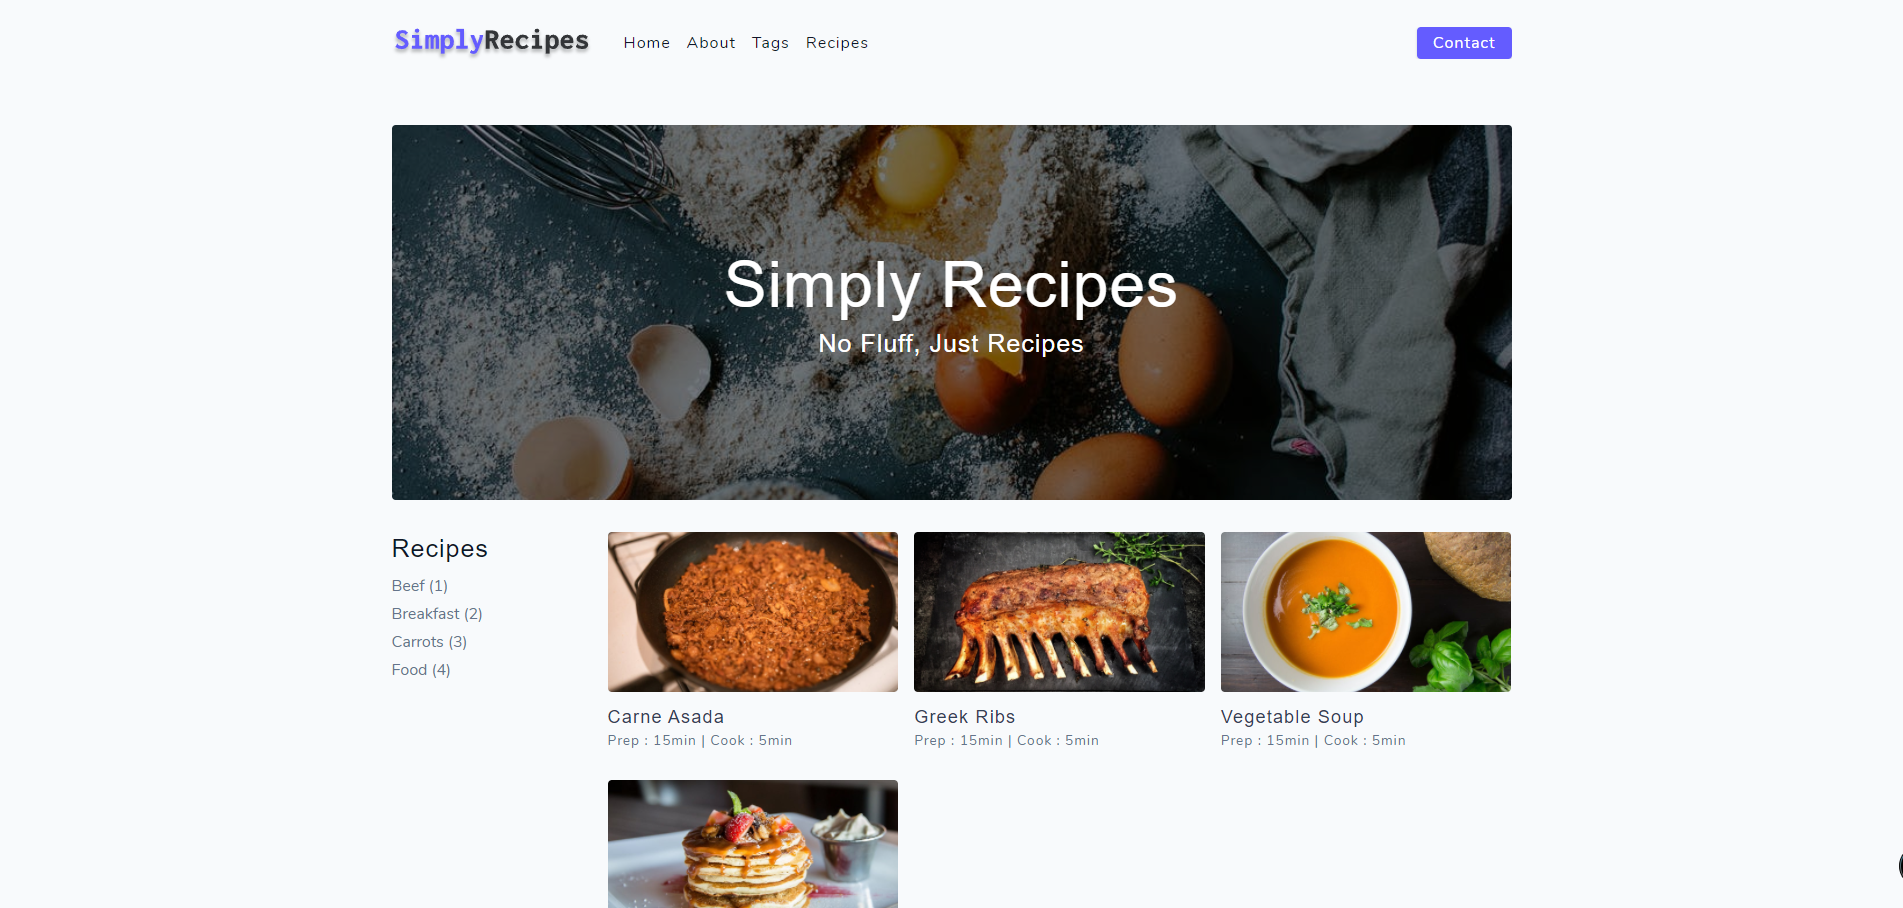 SimplyRecipes
Home About Tags Recipes
Contact
Simply Recipes
No Fluff, Just Recipes
Recipes
Beef (1)
Breakfast (2)
Carrots (3)
Food (4)
Carne Asada
Prep : 15min | Cook : 5min
Greek Ribs
Prep : 15min | Cook : 5min
Vegetable Soup
Prep : 15min | Cook : 5min